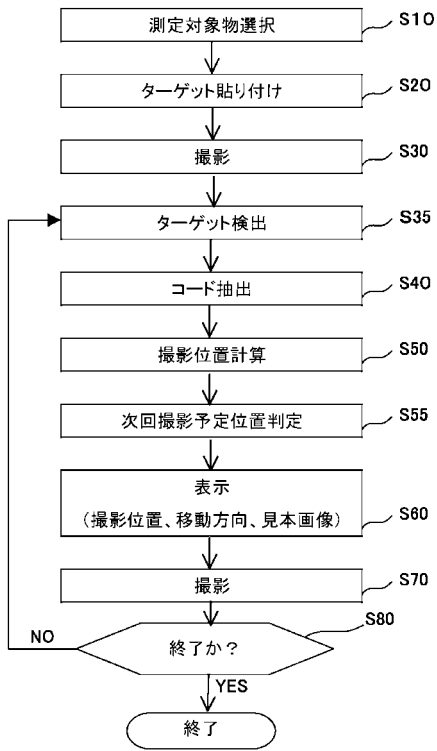 測定対象物選択
S10
ターゲット貼り付け
S20
撮影
S30
ターゲット検出
S35
コード抽出
S40
撮影位置計算
S50
次回撮影予定位置判定
S55
表示
（撮影位置、移動方向、見本画像）
S60
撮影
S70
終了か？
S80
NO
YES
終了